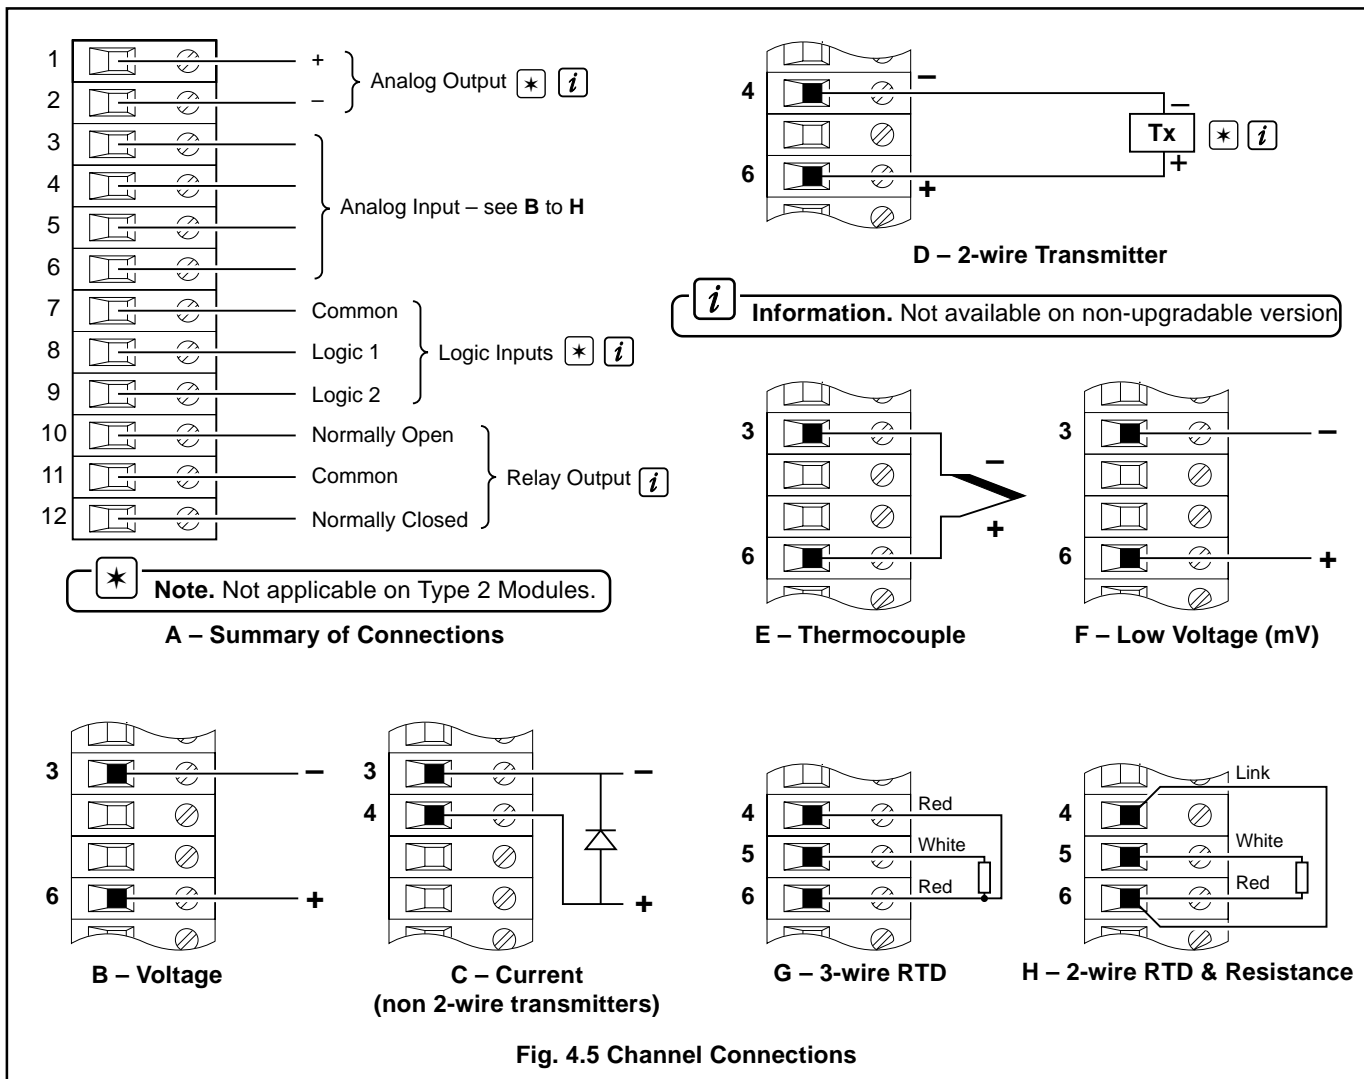 1
+
2
–
Analog Output ✶ i
3
4
5
6
Analog Input – see B to H
7
Common
8
Logic 1
9
Logic 2
Logic Inputs ✶ i
10
Normally Open
11
Common
12
Normally Closed
Relay Output i
✶ Note. Not applicable on Type 2 Modules.
A – Summary of Connections
4
–
–
Tx ✶ i
+
6
+
D – 2-wire Transmitter
i Information. Not available on non-upgradable version
3
–
+
6
E – Thermocouple
3
–
6
+
F – Low Voltage (mV)
3
–
6
+
B – Voltage
3
–
4
+
C – Current
(non 2-wire transmitters)
4
Red
5
White
6
Red
G – 3-wire RTD
Link
4
5
White
6
Red
H – 2-wire RTD & Resistance
Fig. 4.5 Channel Connections